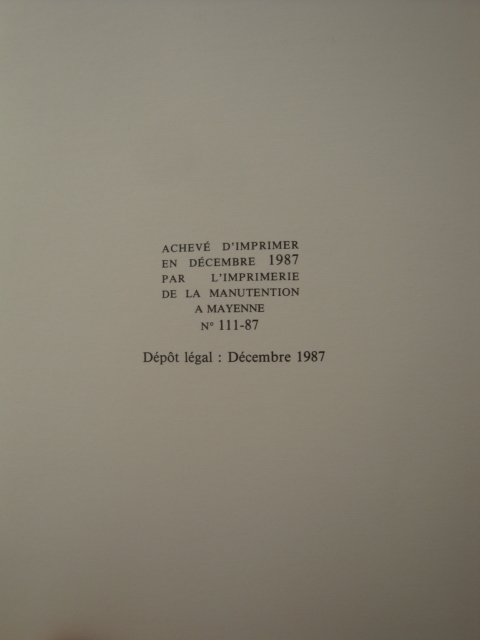 ACHEVÉ D'IMPRIMER
EN DÉCEMBRE 1987
PAR L'IMPRIMERIE
DE LA MANUTENTION
A MAYENNE
N° 111-87
Dépôt légal : Décembre 1987